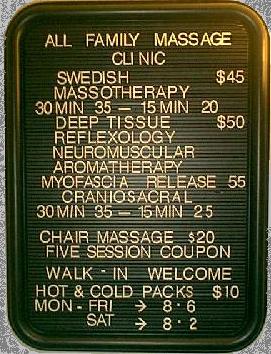 ALL FAMILY MASSAGE
CLINIC
SWEDISH $45
MASSOTHERAPY
30 MIN 35 — 15 MIN 20
DEEP TISSUE $50
REFLEXOLOGY
NEUROMUSCULAR
AROMATHERAPY
MYOFASCIA RELEASE 55
CRANIOSACRAL
30 MIN 35 — 15 MIN 25
CHAIR MASSAGE $20
FIVE SESSION COUPON
WALK - IN WELCOME
HOT & COLD PACKS $10
MON - FRI → 8 - 6
SAT → 8 - 2